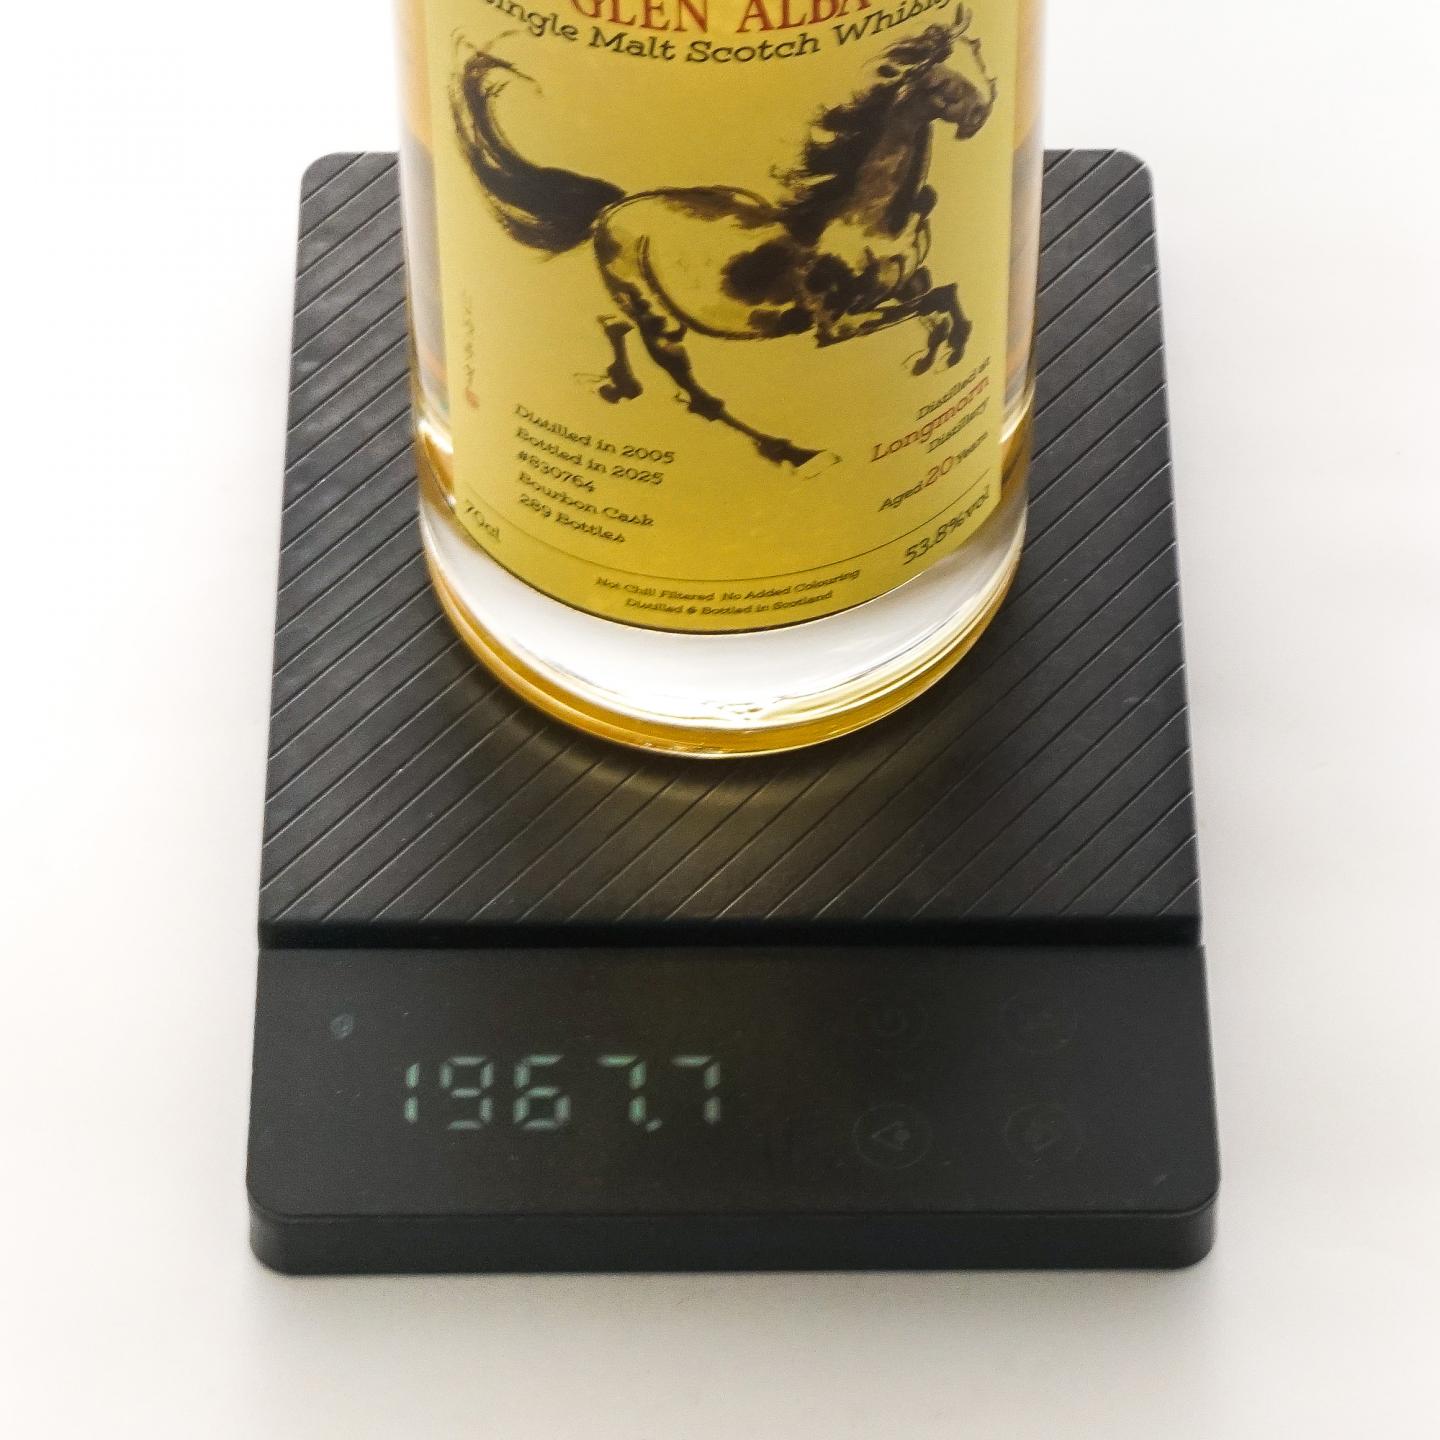 GLEN ALBA
Single Malt Scotch Whisky
Distilled in 2005
Bottled in 2025
#830764
Bourbon Cask
289 Bottles
70cl
Distilled at
Longmorn
Distillery
Aged 20 Years
53.8%vol
Not Chill Filtered No Added Colouring
Distilled & Bottled in Scotland
1967.7